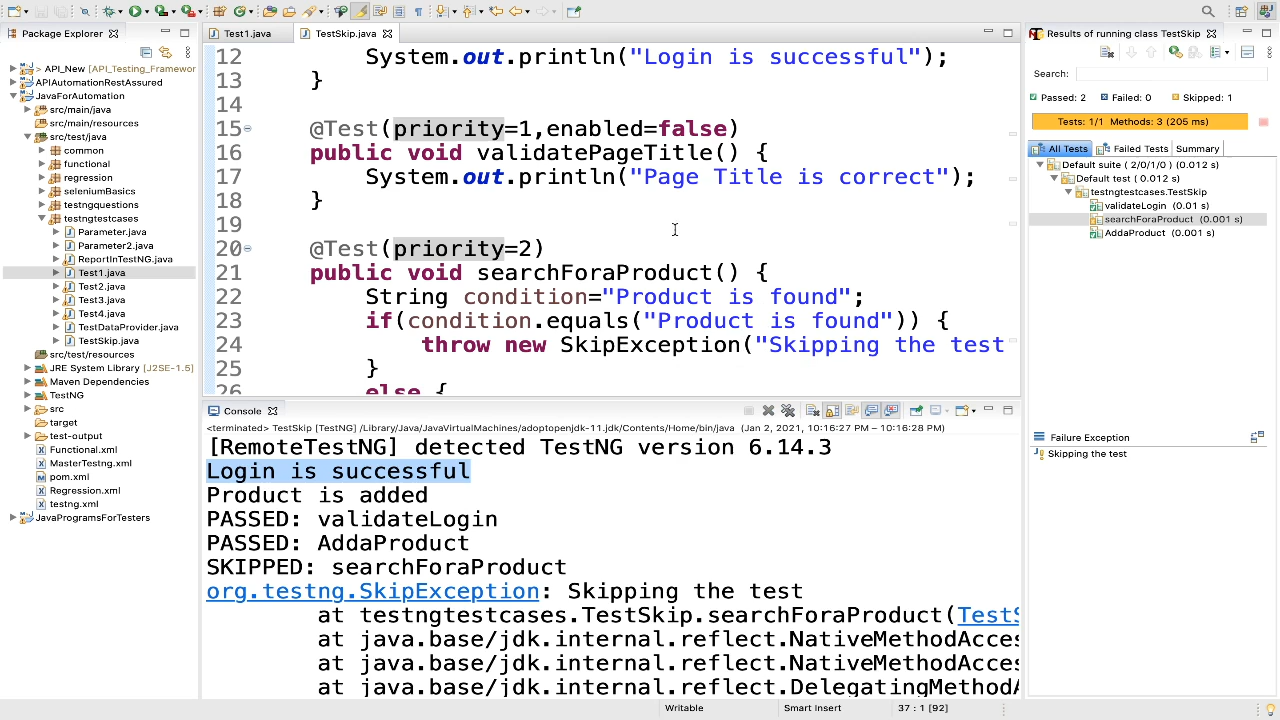 Package Explorer
> API_New [API_Testing_Framewor
APIAutomationRestAssured
JavaForAutomation
src/main/java
src/main/resources
src/test/java
common
functional
regression
seleniumBasics
testngquestions
testngtestcases
Parameter.java
Parameter2.java
ReportInTestNG.java
Test1.java
Test2.java
Test3.java
Test4.java
TestDataProvider.java
TestSkip.java
src/test/resources
JRE System Library [J2SE-1.5]
Maven Dependencies
TestNG
src
target
test-output
Functional.xml
MasterTestng.xml
pom.xml
Regression.xml
testng.xml
JavaProgramsForTesters
Test1.java
TestSkip.java
12 System.out.println("Login is successful");
13 }
14
15 @Test(priority=1,enabled=false)
16 public void validatePageTitle() {
17 System.out.println("Page Title is correct");
18 }
19
20 @Test(priority=2)
21 public void searchForaProduct() {
22 String condition="Product is found";
23 if(condition.equals("Product is found")) {
24 throw new SkipException("Skipping the test
25 }
26 else {
Console
<terminated> TestSkip [TestNG] /Library/Java/JavaVirtualMachines/adoptopenjdk-11.jdk/Contents/Home/bin/java (Jan 2, 2021, 10:16:27 PM – 10:16:28 PM)
[RemoteTestNG] detected TestNG version 6.14.3
Login is successful
Product is added
PASSED: validateLogin
PASSED: AddaProduct
SKIPPED: searchForaProduct
org.testng.SkipException: Skipping the test
at testngtestcases.TestSkip.searchForaProduct(TestS
at java.base/jdk.internal.reflect.NativeMethodAcces
at java.base/jdk.internal.reflect.NativeMethodAcces
at java.base/jdk.internal.reflect.DelegatingMethodA
Results of running class TestSkip
Search:
Passed: 2 Failed: 0 Skipped: 1
Tests: 1/1 Methods: 3 (205 ms)
All Tests Failed Tests Summary
Default suite ( 2/0/1/0 ) (0.012 s)
Default test ( 0.012 s)
testngtestcases.TestSkip
validateLogin (0.01 s)
searchForaProduct (0.001 s)
AddaProduct (0.001 s)
Failure Exception
Skipping the test
Writable
Smart Insert
37 : 1 [92]